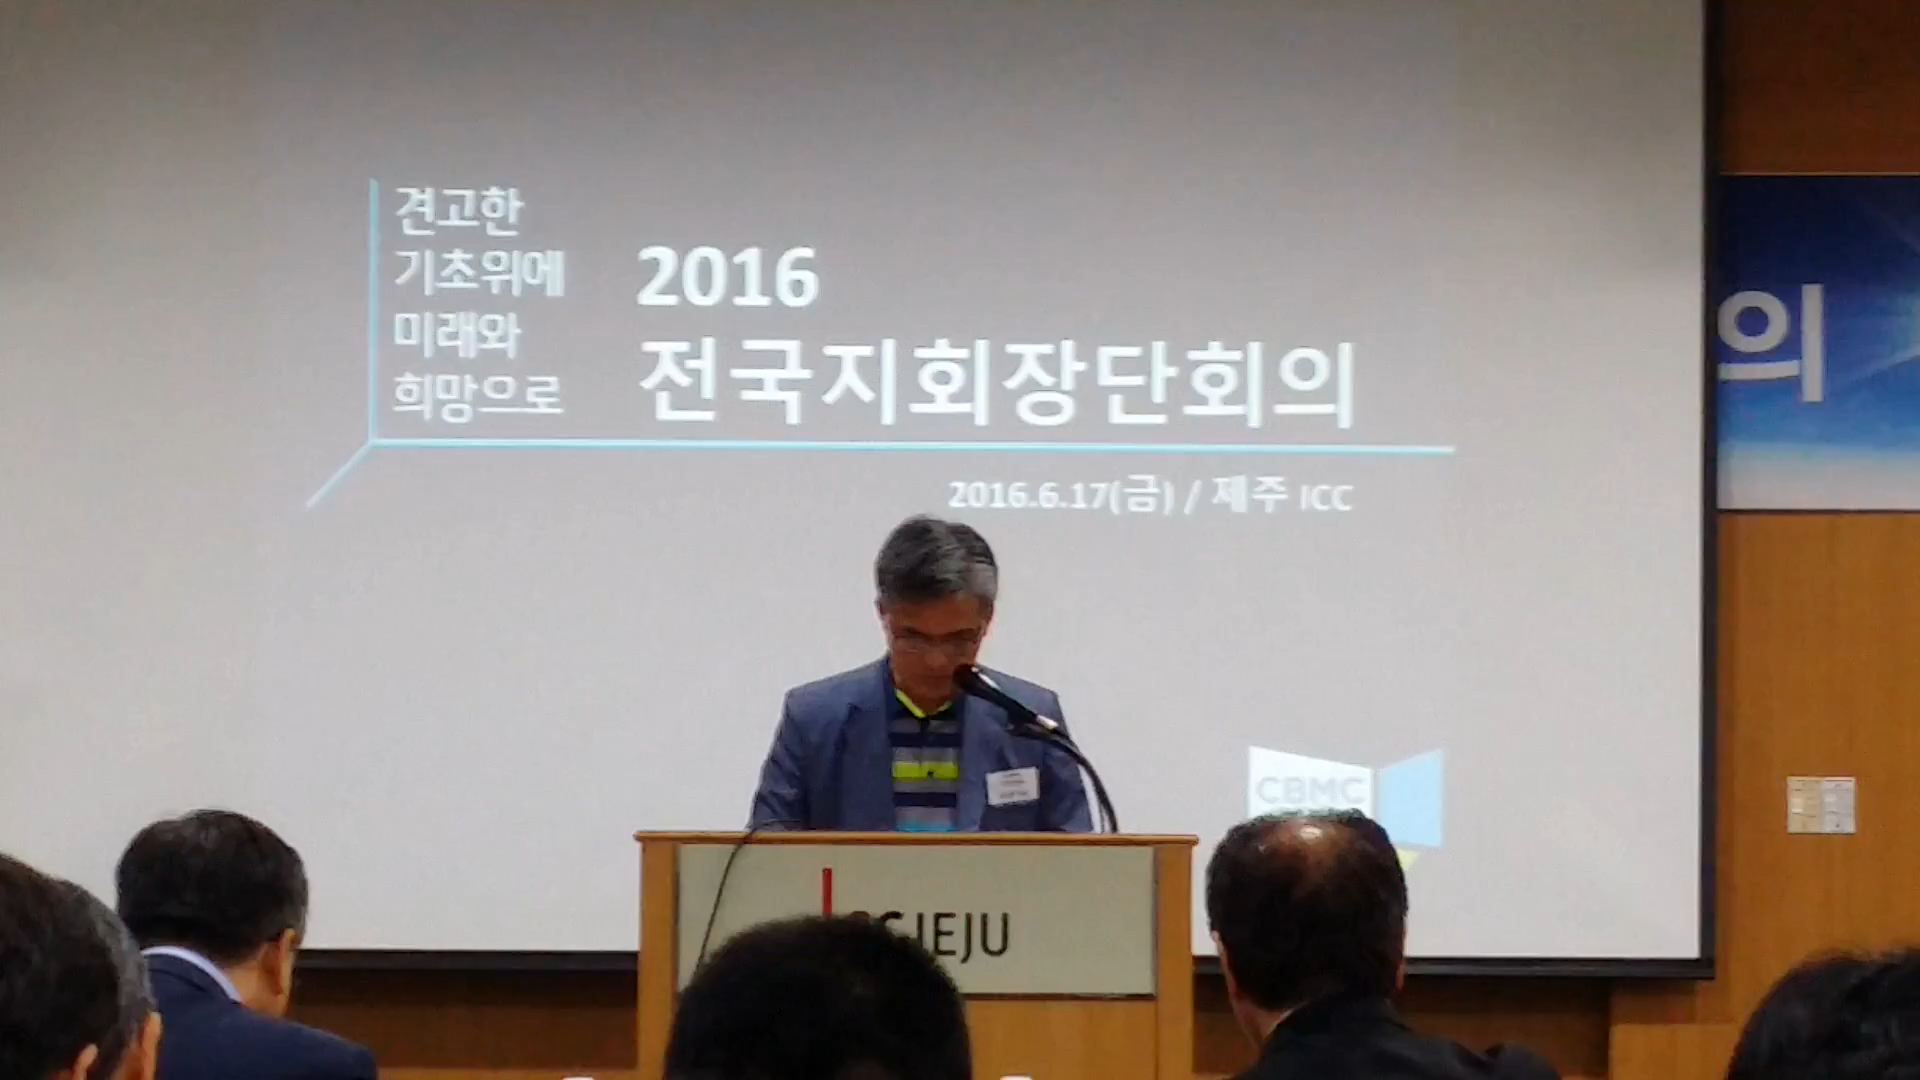 견고한
기초위에
미래와
희망으로
2016
전국지회장단회의
2016.6.17(금) / 제주 ICC
의
CBMC
JEJU